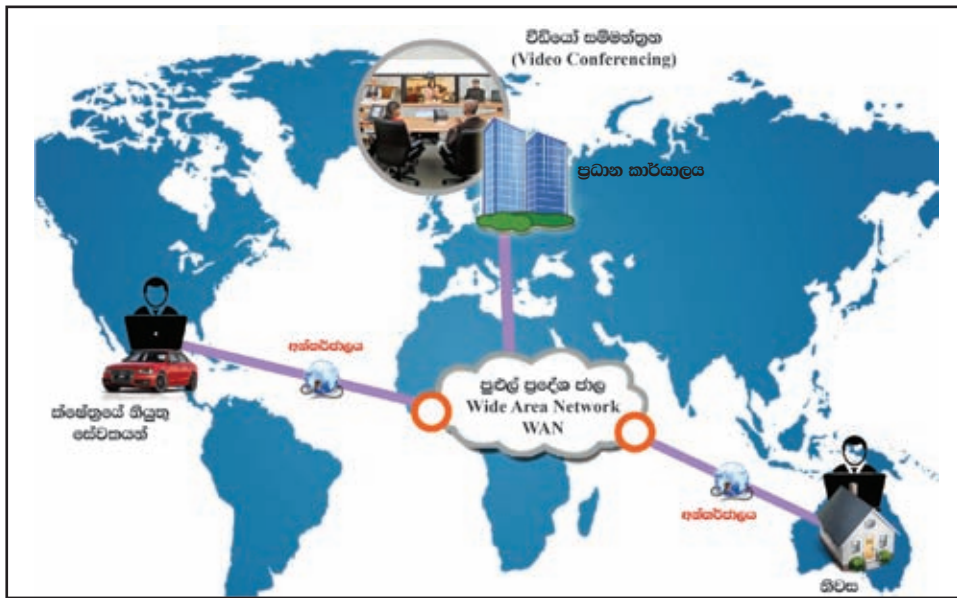 වීඩියෝ සම්මන්ත්‍රන
(Video Conferencing)
ප්‍රධාන කාර්යාලය
අන්තර්ජාලය
පුළුල් ප්‍රදේශ ජාල
Wide Area Network
WAN
ක්ෂේත්‍රයේ නියුතු
සේවකයන්
අන්තර්ජාලය
නිවස